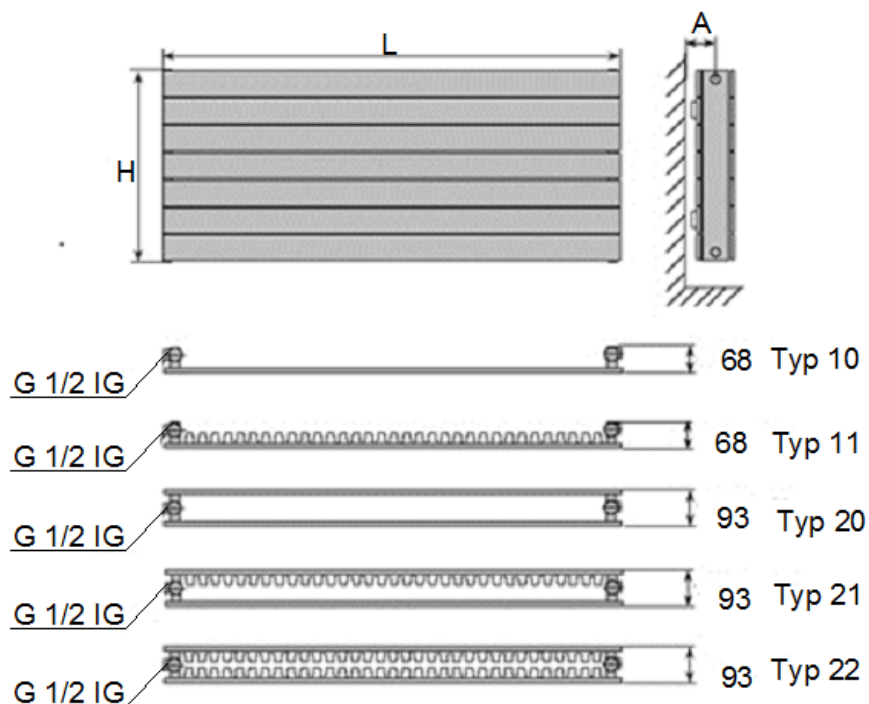 A
L
H
G 1/2 IG 68 Typ 10
G 1/2 IG 68 Typ 11
G 1/2 IG 93 Typ 20
G 1/2 IG 93 Typ 21
G 1/2 IG 93 Typ 22